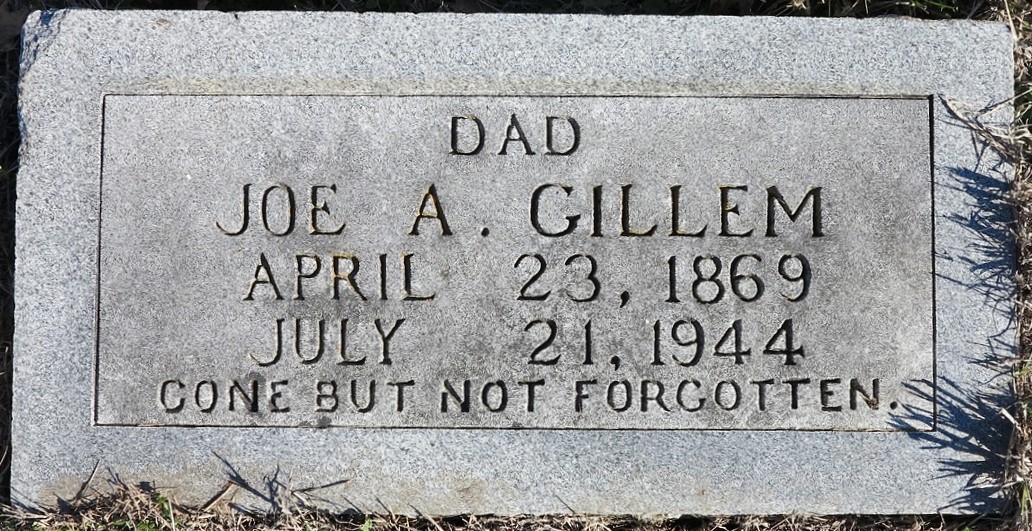 DAD
JOE A. GILLEM
APRIL 23, 1869
JULY 21, 1944
GONE BUT NOT FORGOTTEN.